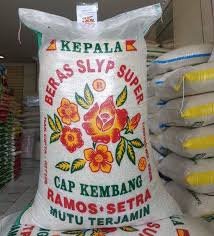 KEPALA
BERAS SLYP SUPER
®
CAP KEMBANG
RAMOS • SETRA
MUTU TERJAMIN